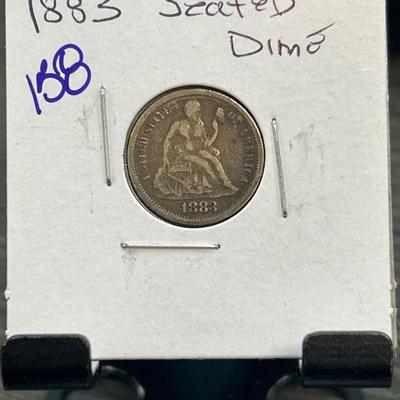 1883 Seated
Dime
158
UNITED STATES OF AMERICA
1883